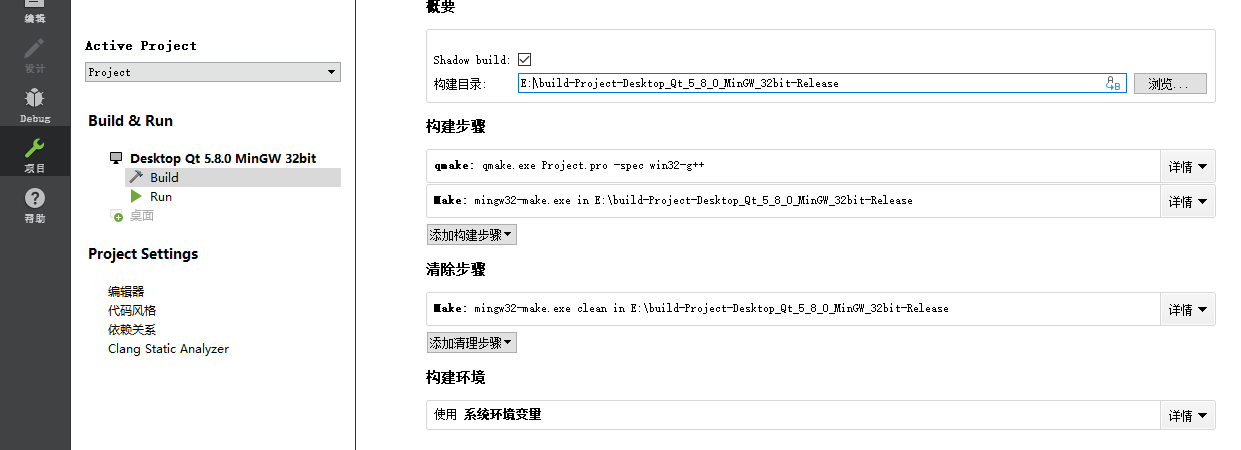 编辑
设计
Debug
项目
帮助
Active Project
Project
Build & Run
Desktop Qt 5.8.0 MinGW 32bit
Build
Run
桌面
Project Settings
编辑器
代码风格
依赖关系
Clang Static Analyzer
概要
Shadow build:
构建目录: E:\build-Project-Desktop_Qt_5_8_0_MinGW_32bit-Release 浏览...
构建步骤
qmake: qmake.exe Project.pro -spec win32-g++ 详情
Make: mingw32-make.exe in E:\build-Project-Desktop_Qt_5_8_0_MinGW_32bit-Release 详情
添加构建步骤
清除步骤
Make: mingw32-make.exe clean in E:\build-Project-Desktop_Qt_5_8_0_MinGW_32bit-Release 详情
添加清理步骤
构建环境
使用 系统环境变量 详情